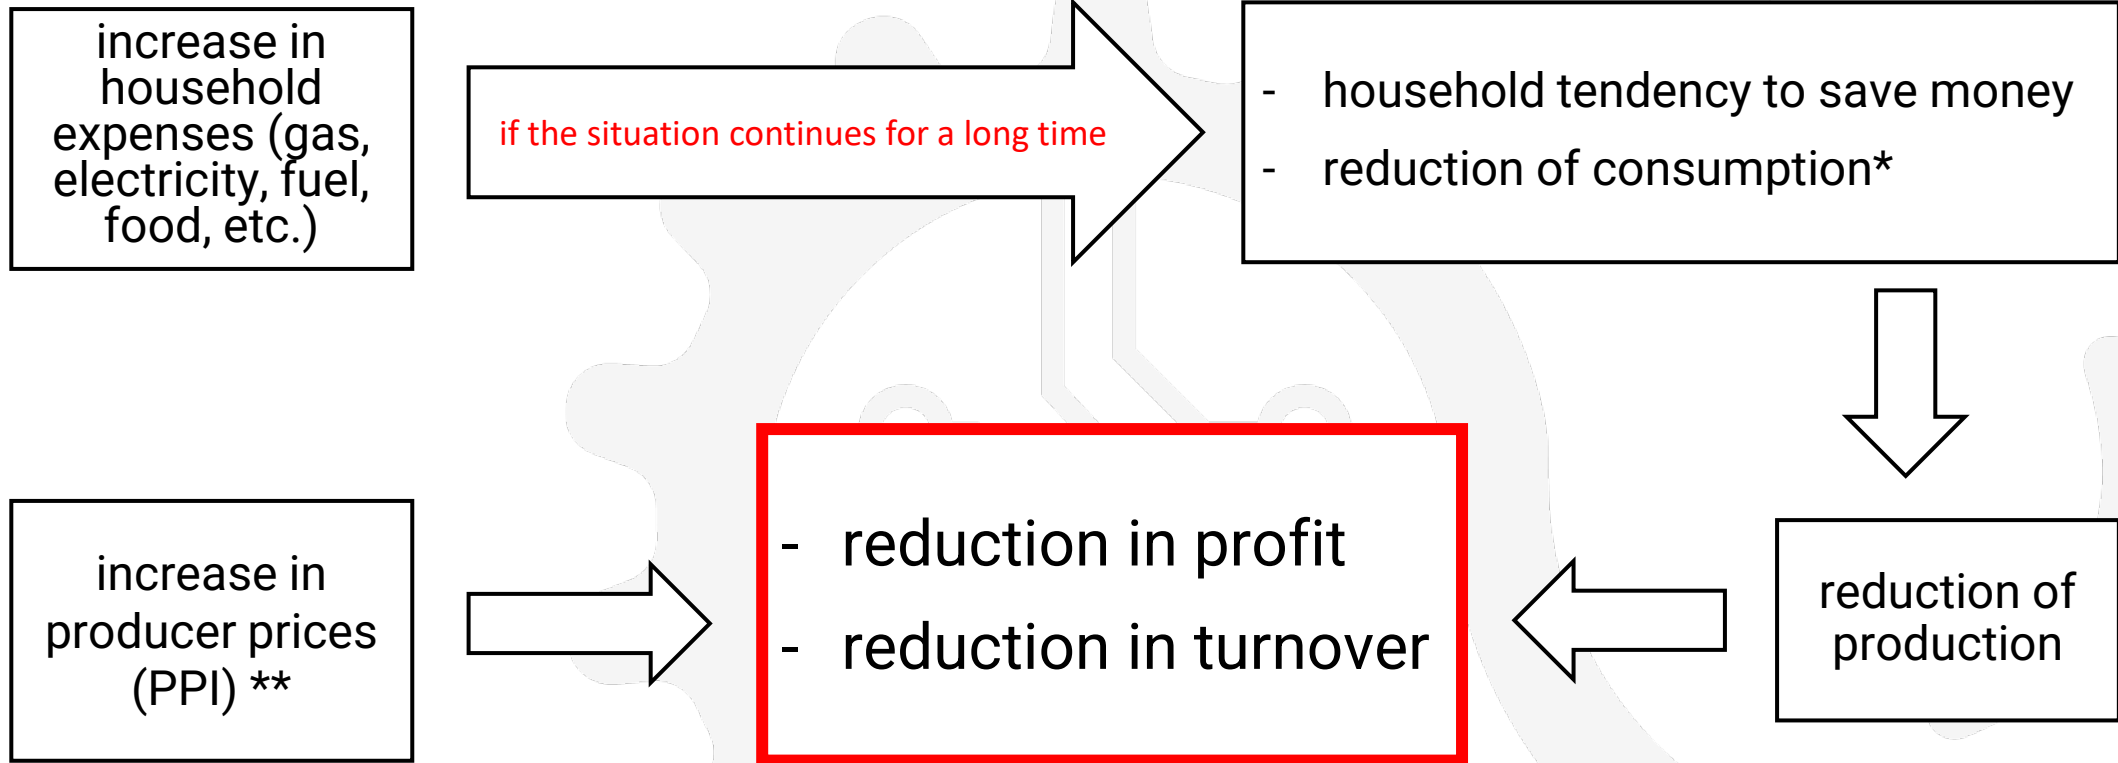 increase in
household
expenses (gas,
electricity, fuel,
food, etc.)
if the situation continues for a long time
- household tendency to save money
- reduction of consumption*
increase in
producer prices
(PPI) **
- reduction in profit
- reduction in turnover
reduction of
production